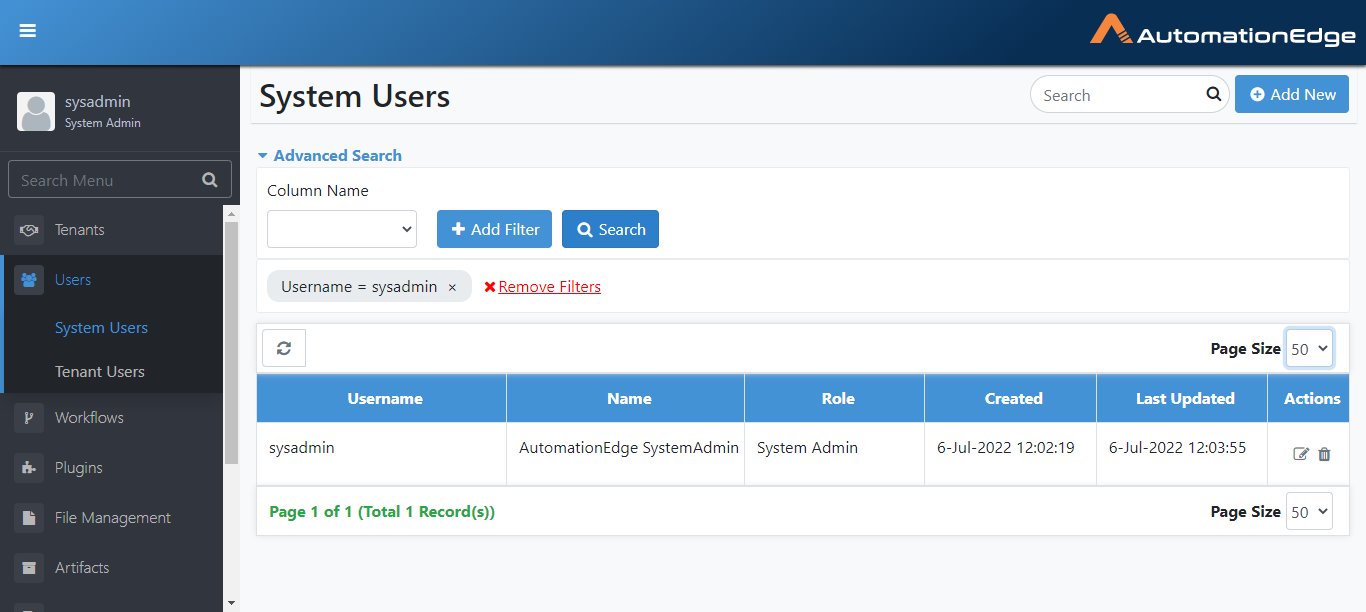 AutomationEdge
sysadmin
System Admin
Search Menu
Tenants
Users
System Users
Tenant Users
Workflows
Plugins
File Management
Artifacts
System Users
Search
Add New
Advanced Search
Column Name
Add Filter
Search
Username = sysadmin ×
Remove Filters
Page Size 50
Username Name Role Created Last Updated Actions
sysadmin AutomationEdge SystemAdmin System Admin 6-Jul-2022 12:02:19 6-Jul-2022 12:03:55
Page 1 of 1 (Total 1 Record(s))
Page Size 50